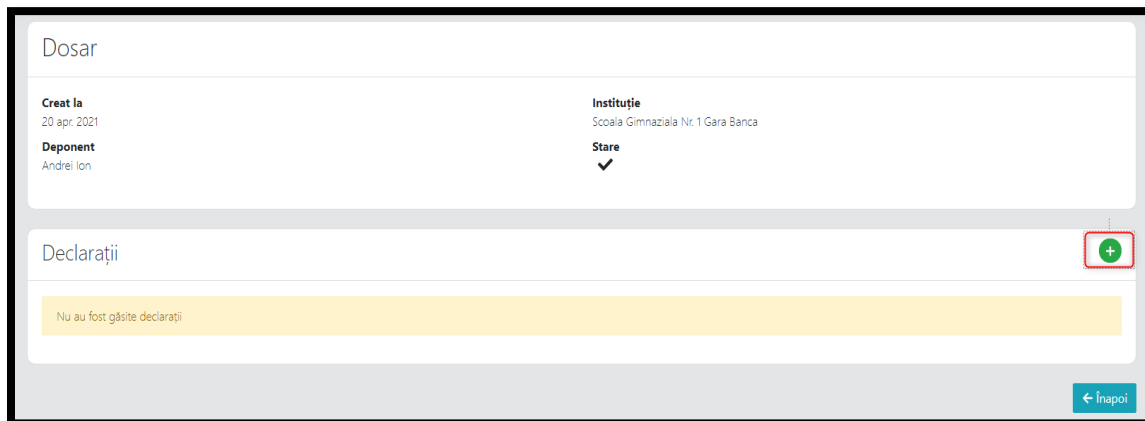 Dosar
Creat la
20 apr. 2021
Instituție
Scoala Gimnaziala Nr. 1 Gara Banca
Deponent
Andrei Ion
Stare
Declarații
Nu au fost găsite declarații
Înapoi